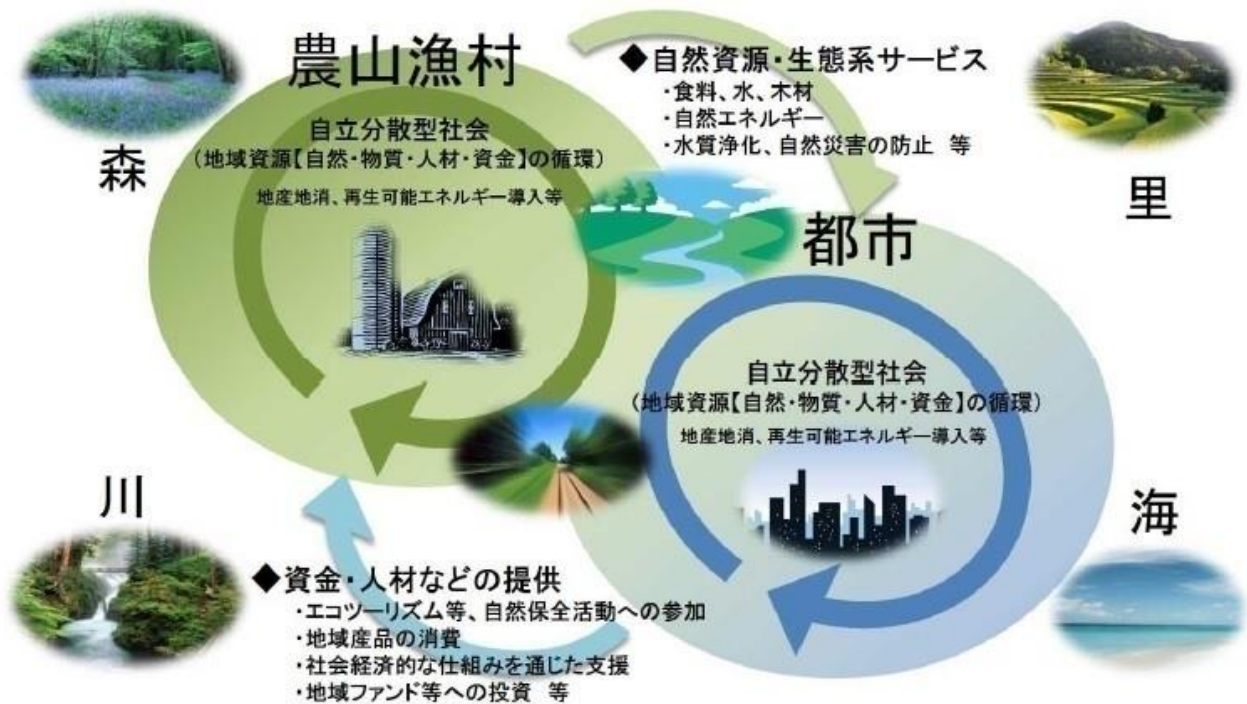 農山漁村
◆自然資源・生態系サービス
・食料、水、木材
・自然エネルギー
・水質浄化、自然災害の防止 等
森
里
自立分散型社会
(地域資源【自然・物質・人材・資金】の循環)
地産地消、再生可能エネルギー導入等
都市
自立分散型社会
(地域資源【自然・物質・人材・資金】の循環)
地産地消、再生可能エネルギー導入等
川
海
◆資金・人材などの提供
・エコツーリズム等、自然保全活動への参加
・地域産品の消費
・社会経済的な仕組みを通じた支援
・地域ファンド等への投資 等